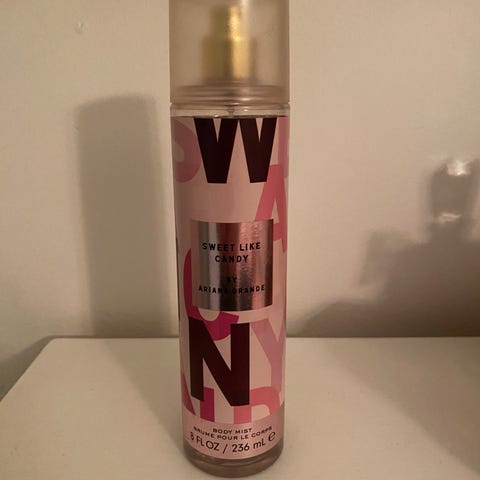 W
SWEET LIKE
CANDY
BY
ARIANA GRANDE
N
BODY MIST
BRUME POUR LE CORPS
8 FL OZ / 236 mL ℮